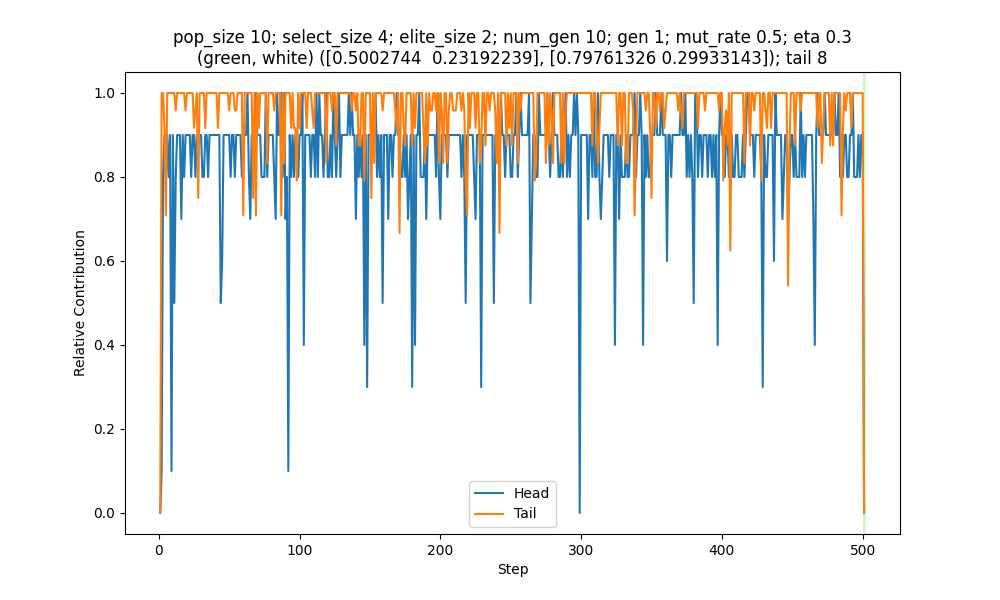 pop_size 10; select_size 4; elite_size 2; num_gen 10; gen 1; mut_rate 0.5; eta 0.3
(green, white) ([0.5002744  0.23192239], [0.79761326 0.29933143]); tail 8
1.0
0.8
0.6
0.4
0.2
0.0
Relative Contribution
Head
Tail
0
100
200
300
400
500
Step